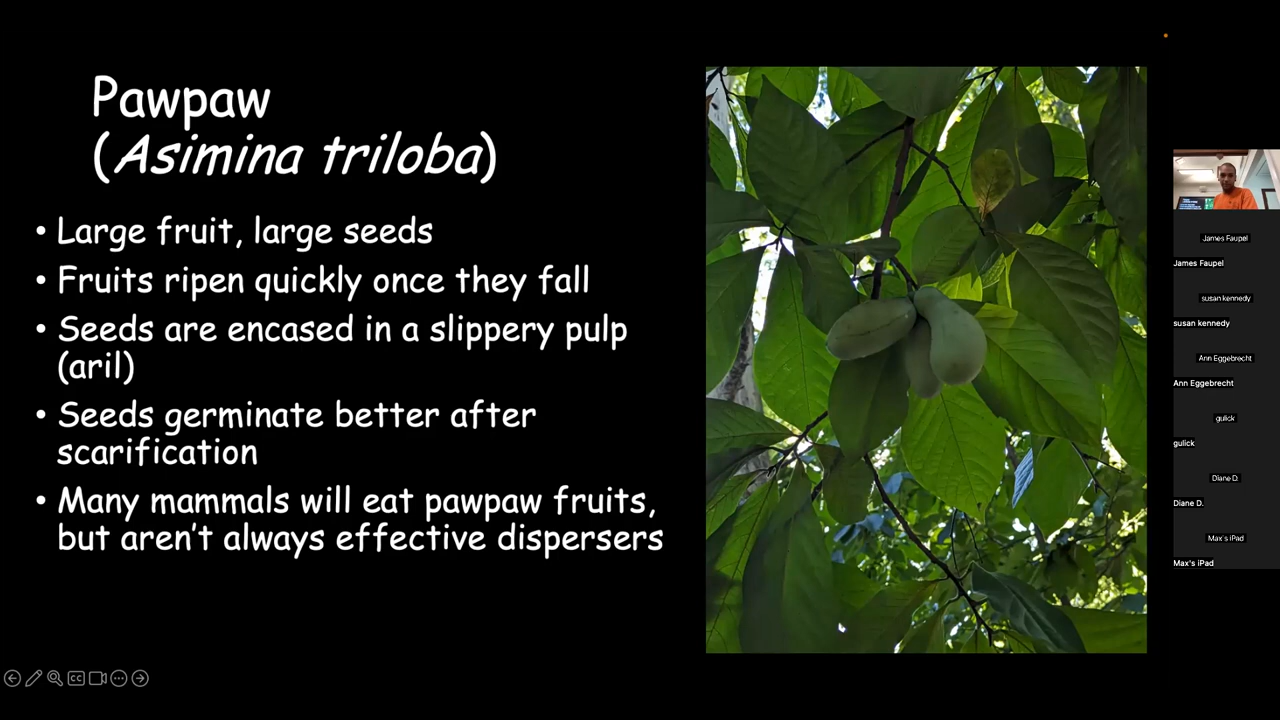 Pawpaw
(Asimina triloba)
• Large fruit, large seeds
• Fruits ripen quickly once they fall
• Seeds are encased in a slippery pulp
(aril)
• Seeds germinate better after
scarification
• Many mammals will eat pawpaw fruits,
but aren't always effective dispersers
James Faupel
James Faupel
susan kennedy
susan kennedy
Ann Eggebrecht
Ann Eggebrecht
gulick
gulick
Diane D.
Diane D.
Max's iPad
Max's iPad
CC